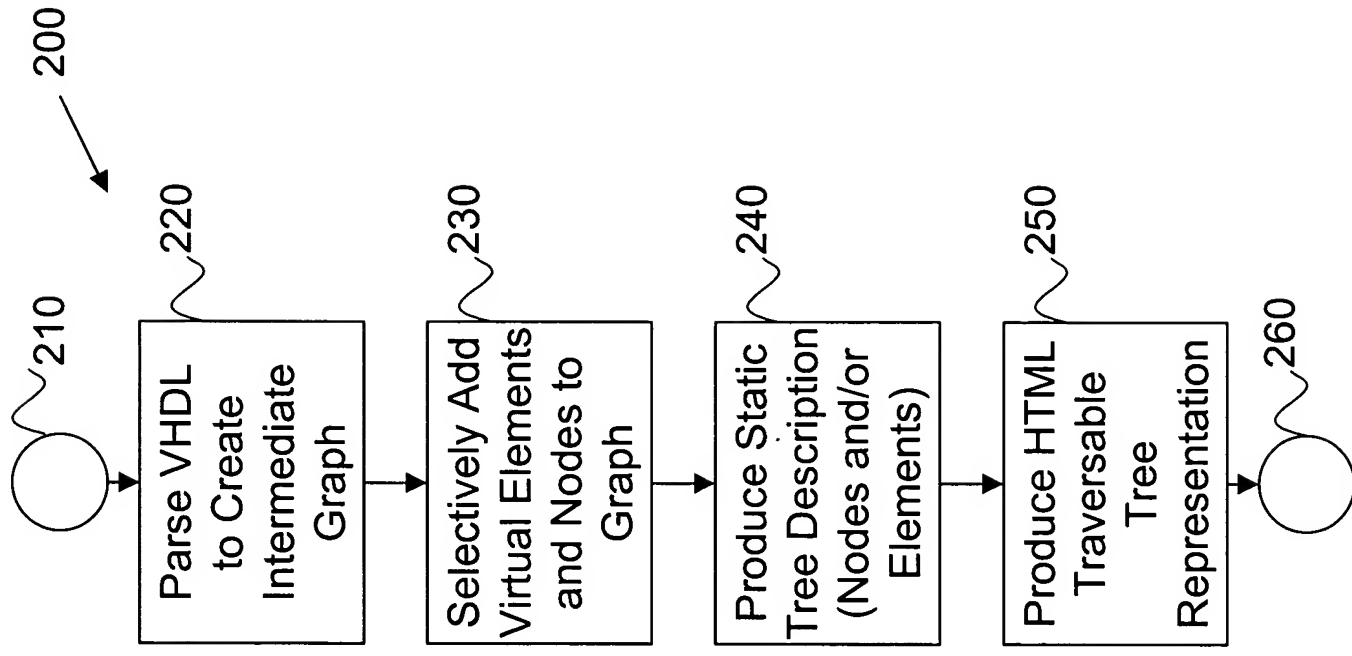 200
210
Parse VHDL
to Create
Intermediate
Graph
220
Selectively Add
Virtual Elements
and Nodes to
Graph
230
Produce Static
Tree Description
(Nodes and/or
Elements)
240
Produce HTML
Traversable
Tree
Representation
250
260